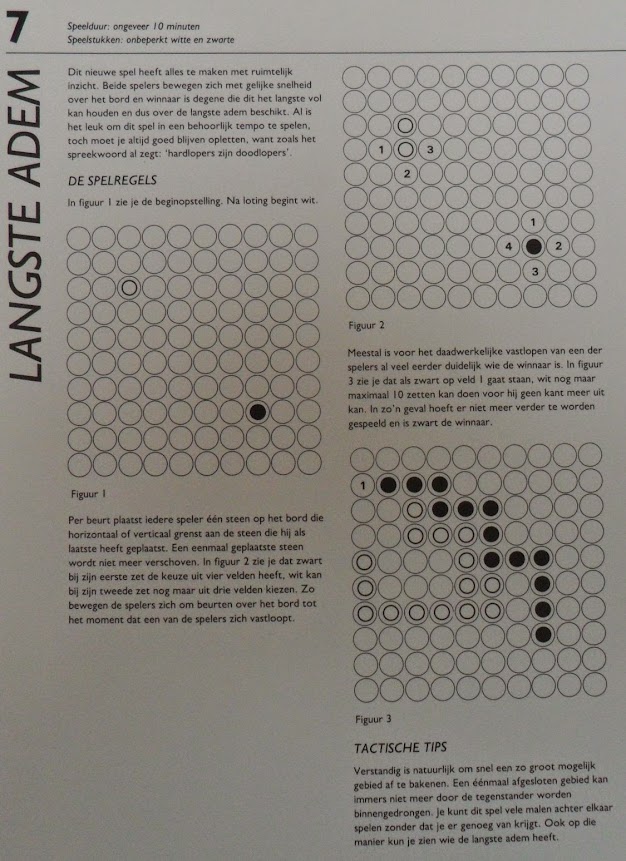 7
Speelduur: ongeveer 10 minuten
Speelstukken: onbeperkt witte en zwarte
LANGSTE ADEM
Dit nieuwe spel heeft alles te maken met ruimtelijk
inzicht. Beide spelers bewegen zich met gelijke snelheid
over het bord en winnaar is degene die dit het langste vol
kan houden en dus over de langste adem beschikt. Al is
het leuk om dit spel in een behoorlijk tempo te spelen,
toch moet je altijd goed blijven opletten, want zoals het
spreekwoord al zegt: 'hardlopers zijn doodlopers'.
DE SPELREGELS
In figuur 1 zie je de beginopstelling. Na loting begint wit.
Figuur 1
Per beurt plaatst iedere speler één steen op het bord die
horizontaal of verticaal grenst aan de steen die hij als
laatste heeft geplaatst. Een eenmaal geplaatste steen
wordt niet meer verschoven. In figuur 2 zie je dat zwart
bij zijn eerste zet de keuze uit vier velden heeft, wit kan
bij zijn tweede zet nog maar uit drie velden kiezen. Zo
bewegen de spelers zich om beurten over het bord tot
het moment dat een van de spelers zich vastloopt.
1 3
2
1
4 2
3
Figuur 2
Meestal is voor het daadwerkelijke vastlopen van een der
spelers al veel eerder duidelijk wie de winnaar is. In figuur
3 zie je dat als zwart op veld 1 gaat staan, wit nog maar
maximaal 10 zetten kan doen voor hij geen kant meer uit
kan. In zo'n geval hoeft er niet meer verder te worden
gespeeld en is zwart de winnaar.
1
Figuur 3
TACTISCHE TIPS
Verstandig is natuurlijk om snel een zo groot mogelijk
gebied af te bakenen. Een éénmaal afgesloten gebied kan
immers niet meer door de tegenstander worden
binnengedrongen. Je kunt dit spel vele malen achter elkaar
spelen zonder dat je er genoeg van krijgt. Ook op die
manier kun je zien wie de langste adem heeft.